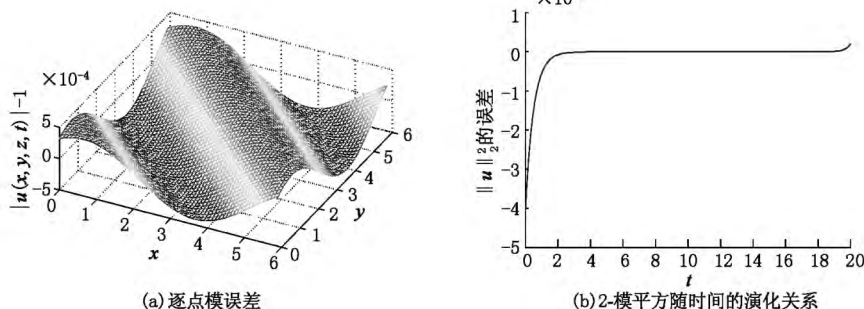 ×10⁻⁴
|u(x,y,z,t)|-1
5
0
-5
0 1 2 3 4 5 6
x
0 1 2 3 4 5 6
y
(a)逐点模误差
×10
1
0
-1
-2
-3
-4
-5
‖u‖₂²的误差
0 2 4 6 8 10 12 14 16 18 20
t
(b)2-模平方随时间的演化关系